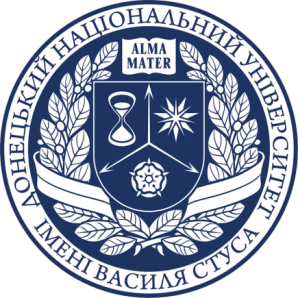 ДОНЕЦЬКИЙ НАЦІОНАЛЬНИЙ УНІВЕРСИТЕТ
ALMA
MATER
ІМЕНІ ВАСИЛЯ СТУСА